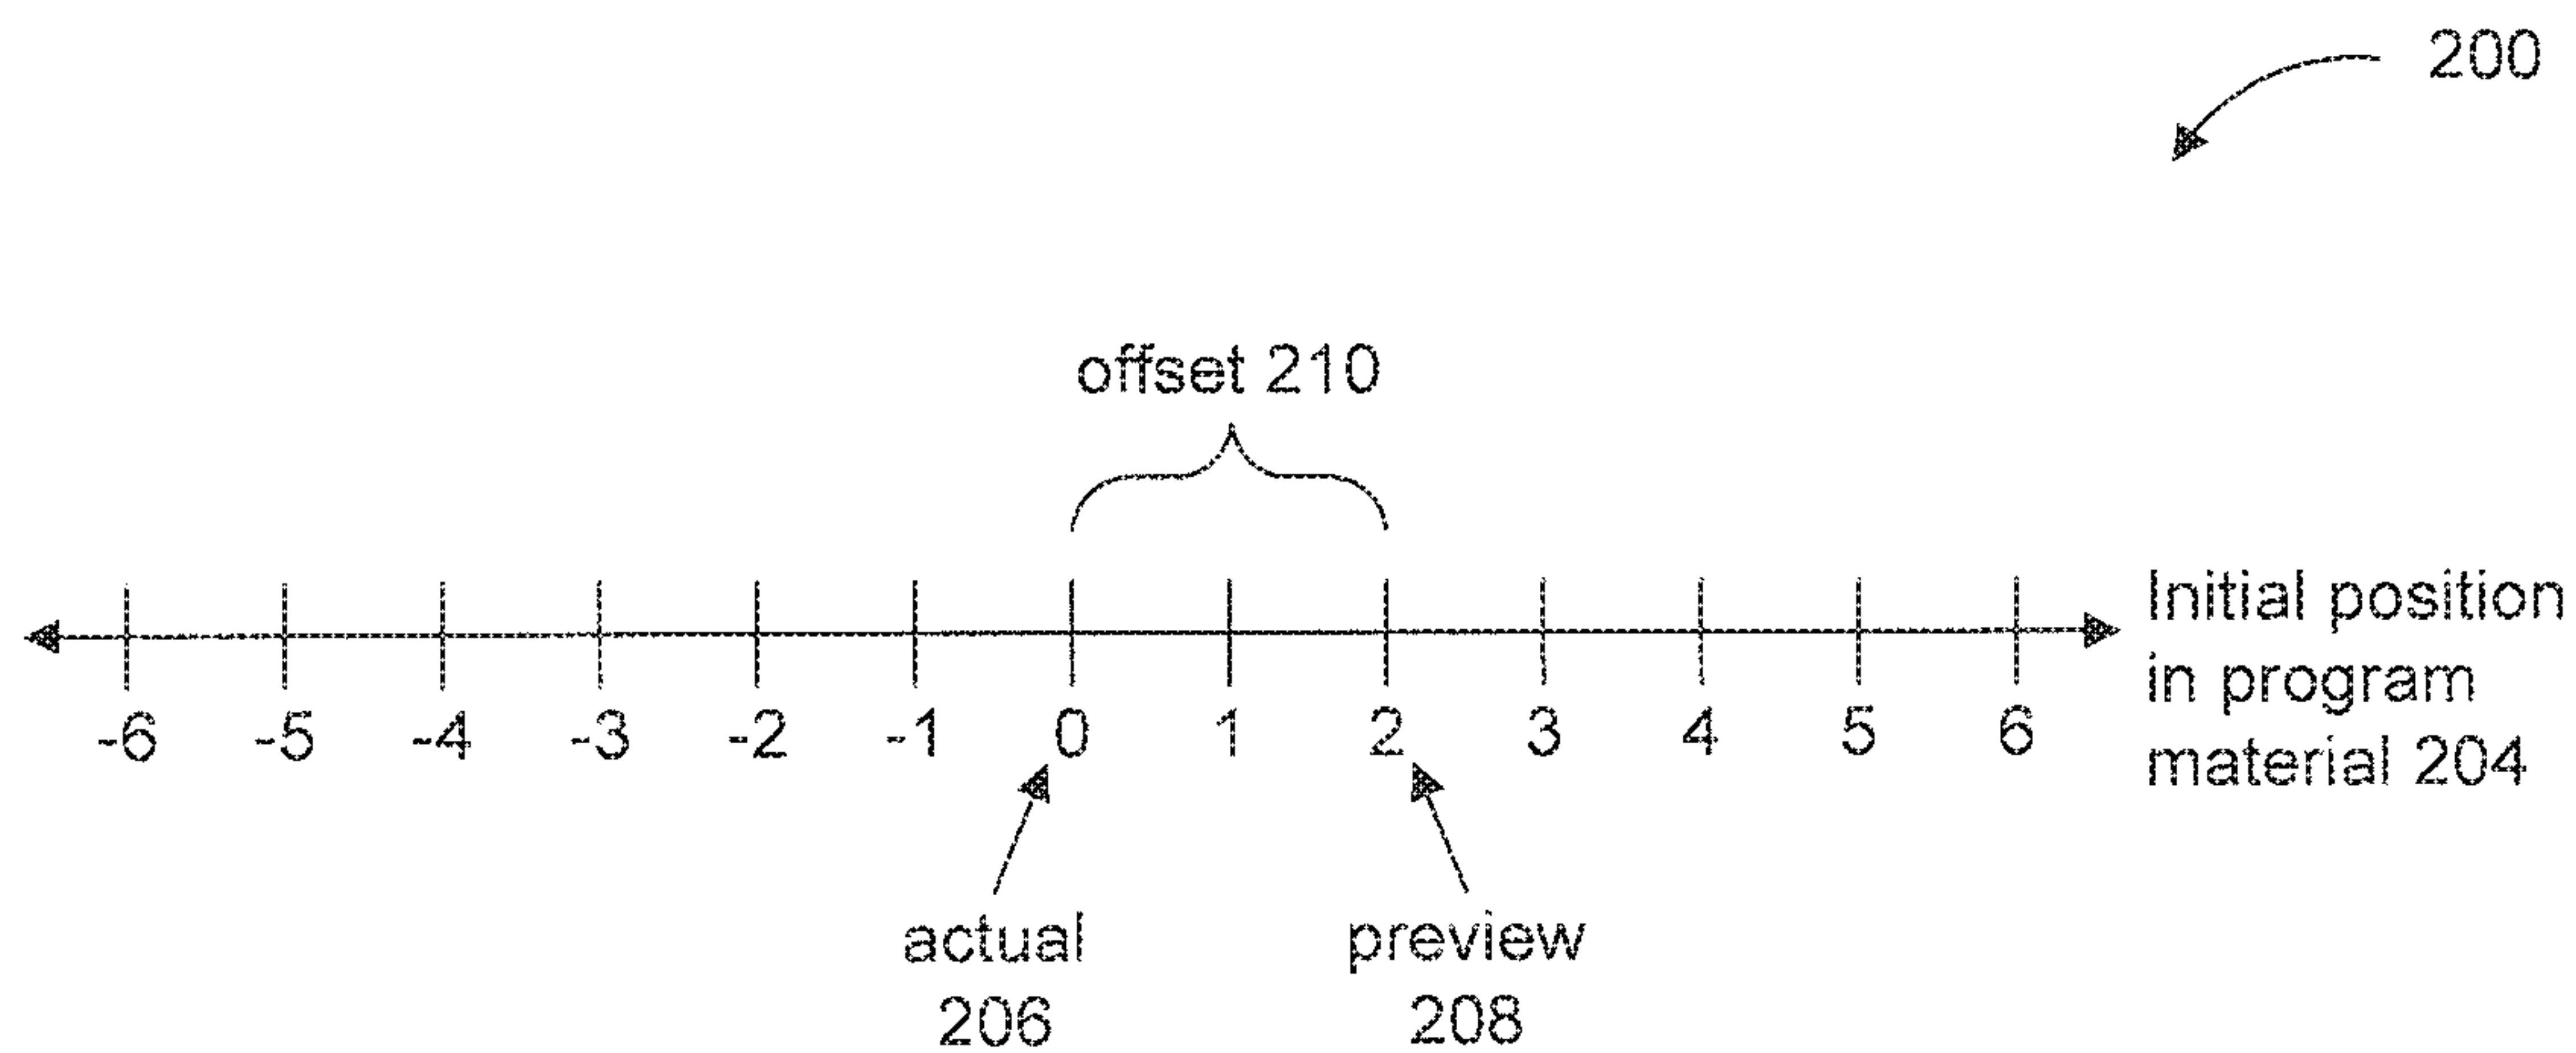 200
offset 210
-6 -5 -4 -3 -2 -1 0 1 2 3 4 5 6
Initial position
in program
material 204
actual
206
preview
208